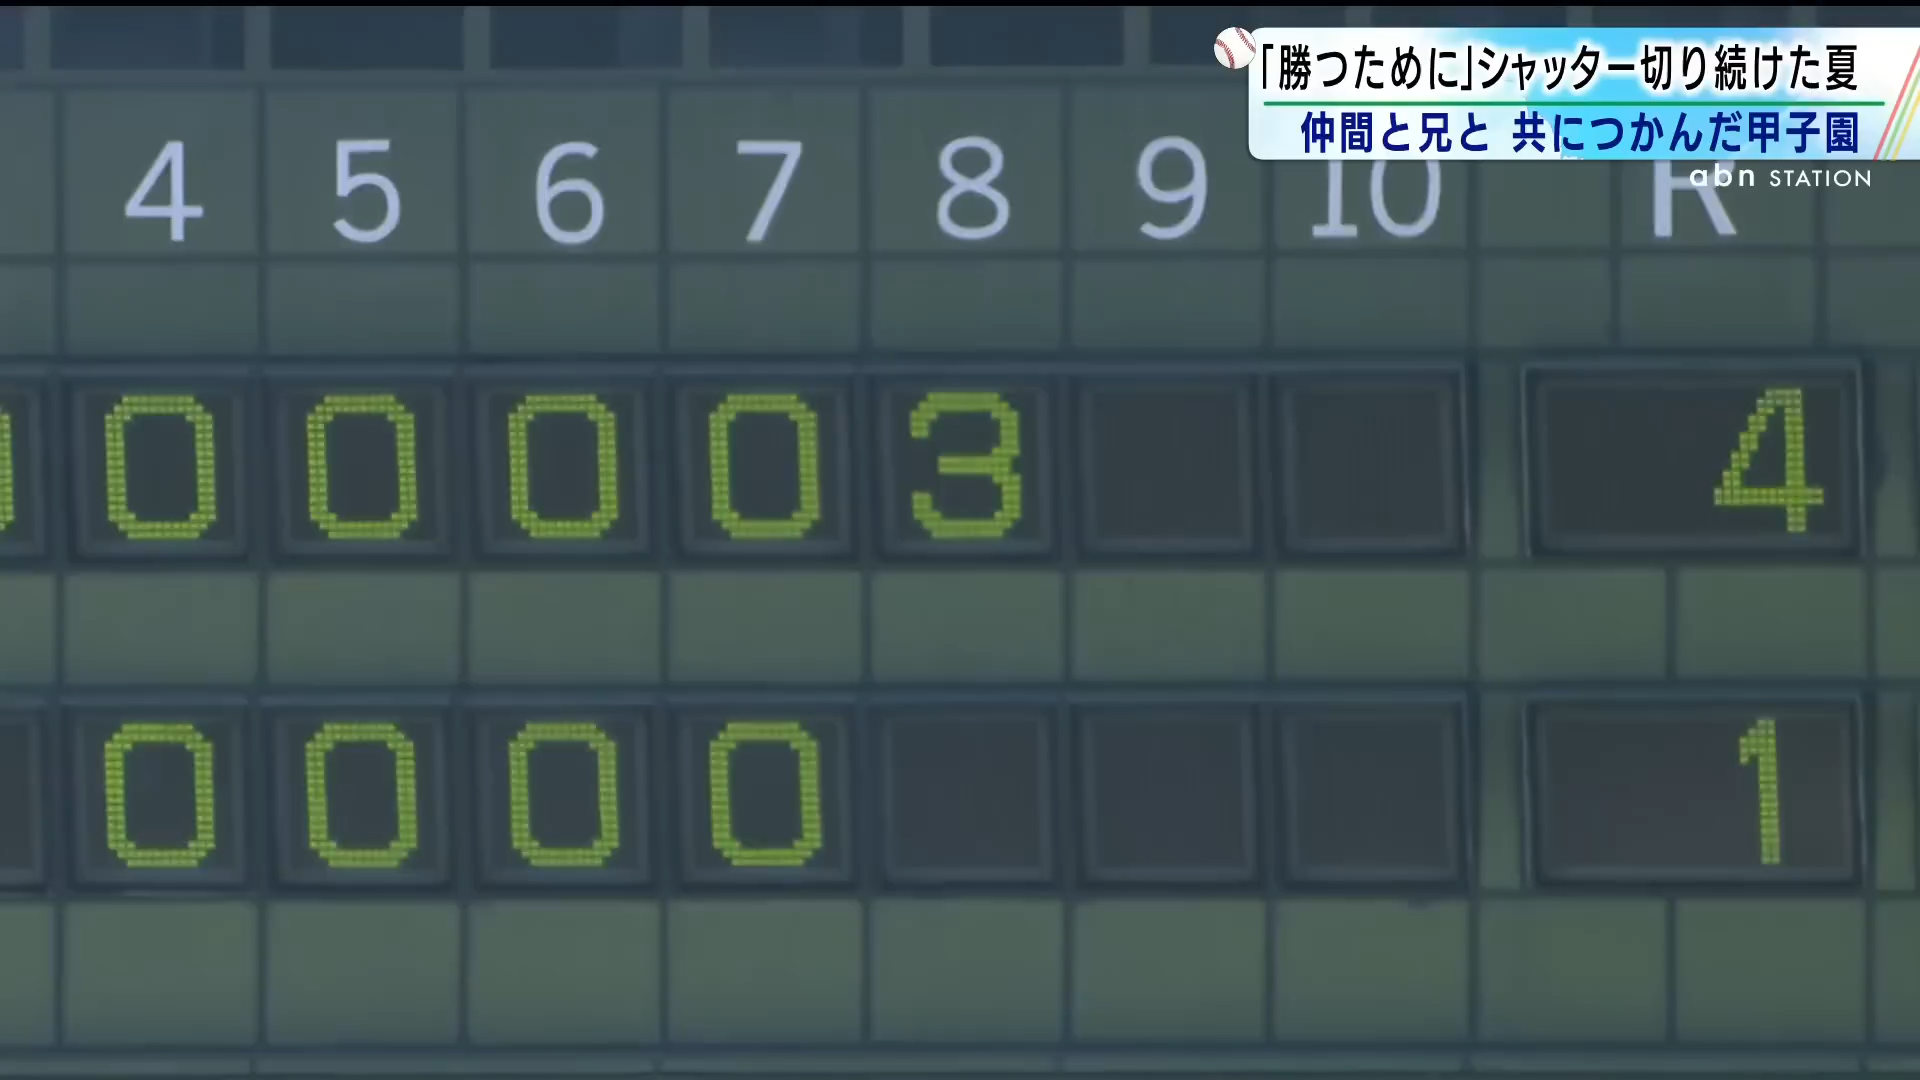 「勝つために」シャッター切り続けた夏
仲間と兄と 共につかんだ甲子園
abn STATION
4 5 6 7 8 9 10 R
0 0 0 0 3 4
0 0 0 0 1